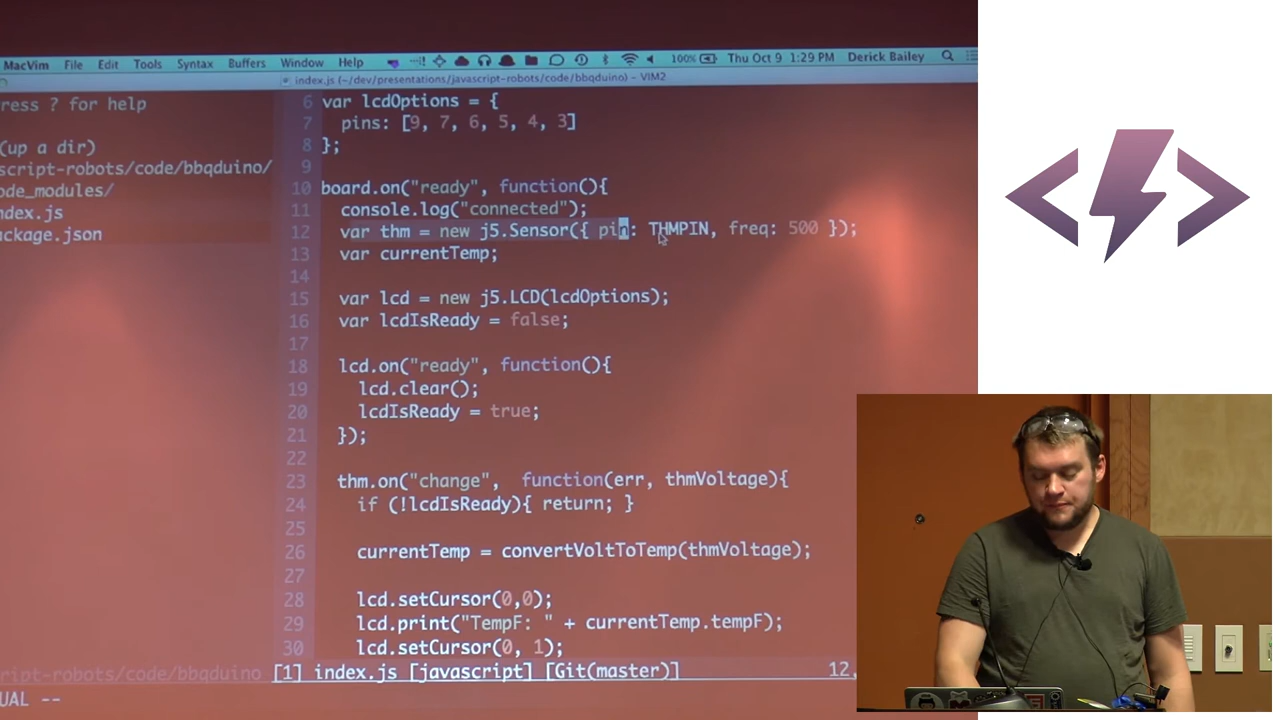 MacVim File Edit Tools Syntax Buffers Window Help 100% Thu Oct 9 1:29 PM Derick Bailey
index.js (~/dev/presentations/javascript-robots/code/bbqduino) – VIM2
ress ? for help
(up a dir)
script-robots/code/bbqduino/
ode_modules/
ndex.js
ackage.json
6 var lcdOptions = {
7 pins: [9, 7, 6, 5, 4, 3]
8 };
9
10 board.on("ready", function(){
11 console.log("connected");
12 var thm = new j5.Sensor({ pin: THMPIN, freq: 500 });
13 var currentTemp;
15 var lcd = new j5.LCD(lcdOptions);
16 var lcdIsReady = false;
17
18 lcd.on("ready", function(){
19 lcd.clear();
20 lcdIsReady = true;
21 });
22
23 thm.on("change", function(err, thmVoltage){
24 if (!lcdIsReady){ return; }
25
26 currentTemp = convertVoltToTemp(thmVoltage);
27
28 lcd.setCursor(0,0);
29 lcd.print("TempF: " + currentTemp.tempF);
30 lcd.setCursor(0, 1);
script-robots/code/bbqduino [1] index.js [javascript] [Git(master)] 12,
UAL --